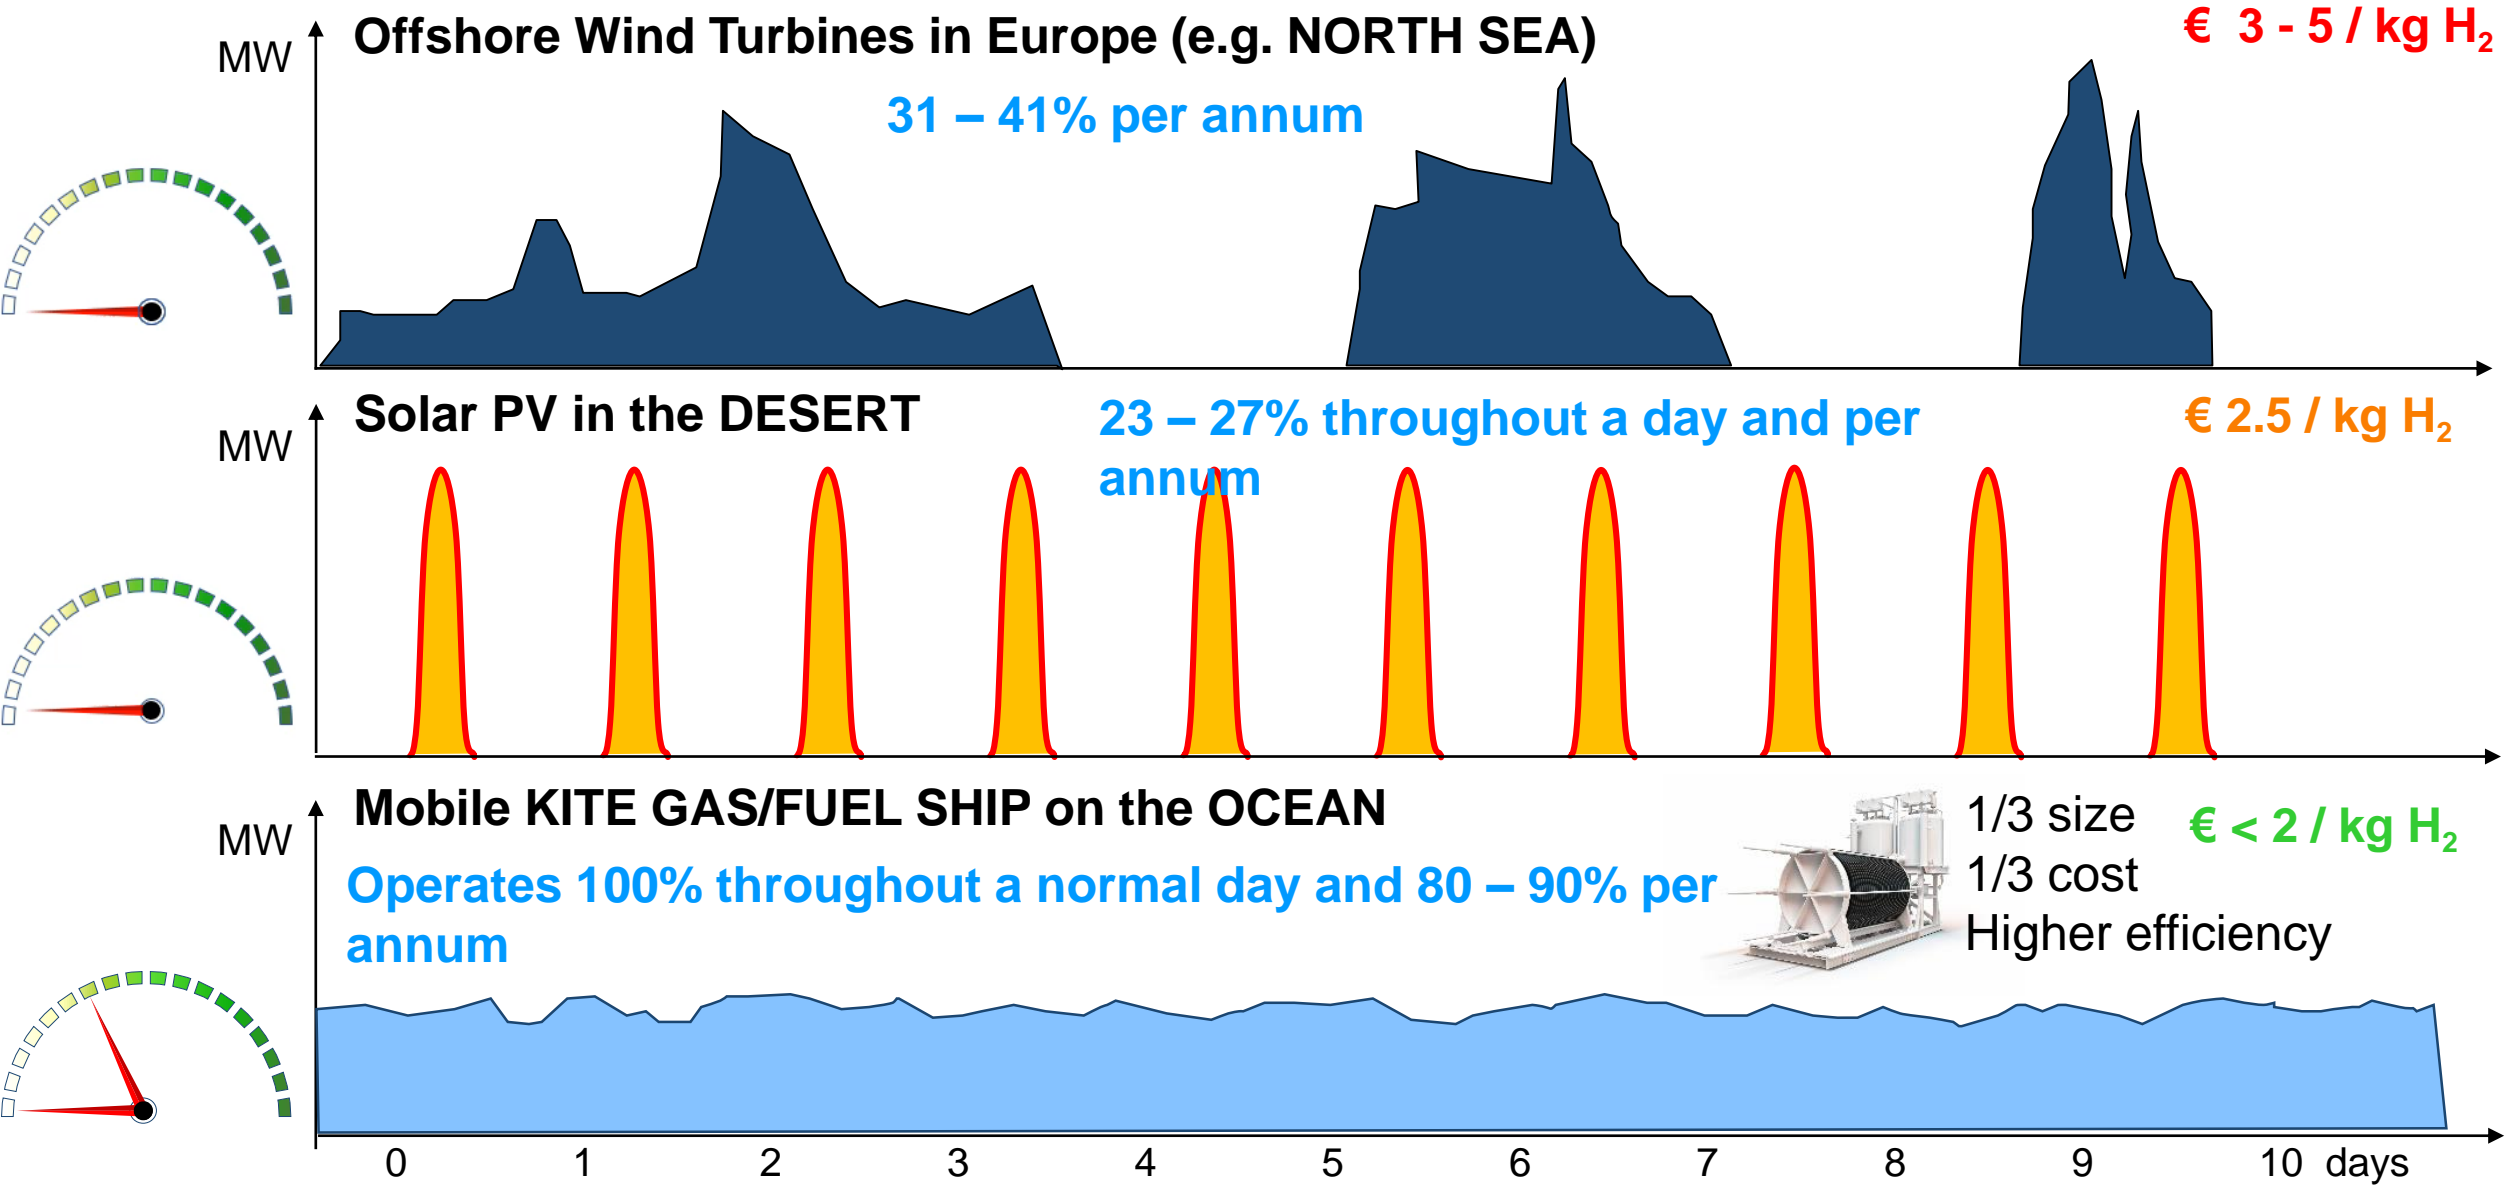 Offshore Wind Turbines in Europe (e.g. NORTH SEA)
€ 3 - 5 / kg H₂
MW
31 – 41% per annum
Solar PV in the DESERT
23 – 27% throughout a day and per
annum
€ 2.5 / kg H₂
MW
Mobile KITE GAS/FUEL SHIP on the OCEAN
1/3 size
€ < 2 / kg H₂
MW
Operates 100% throughout a normal day and 80 – 90% per
annum
1/3 cost
Higher efficiency
0 1 2 3 4 5 6 7 8 9 10 days